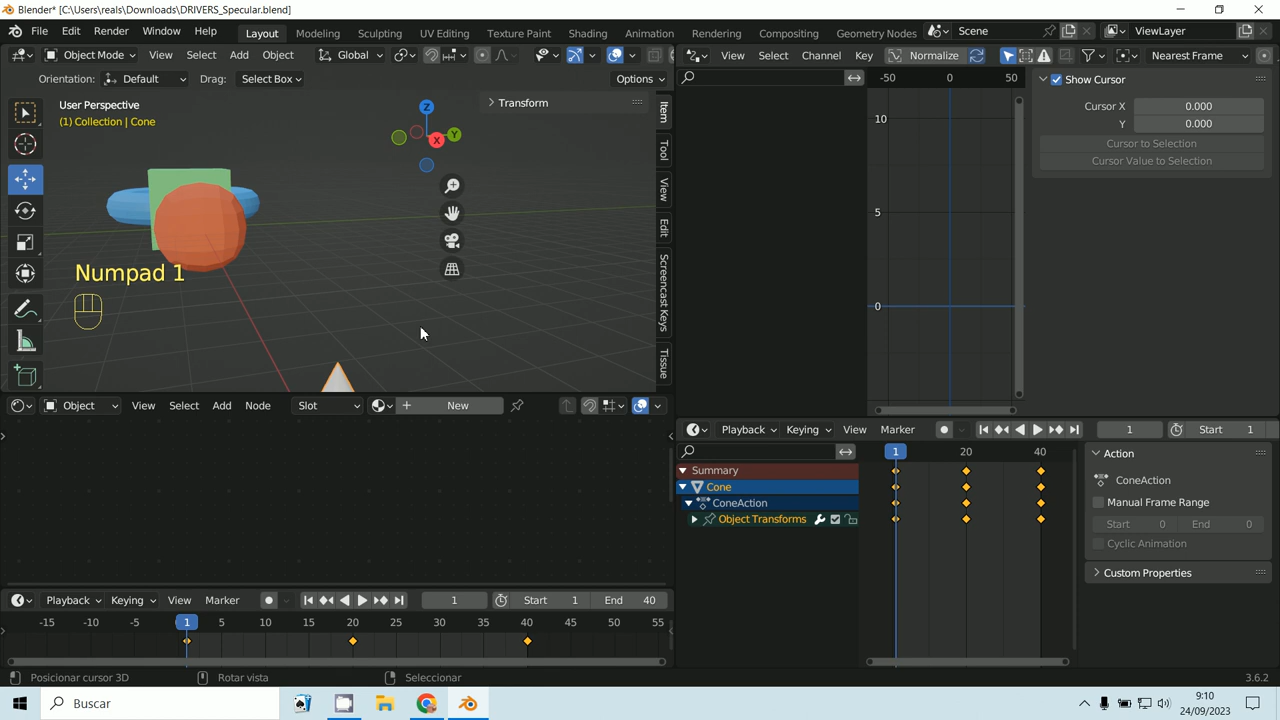 Blender* [C:\Users\reals\Downloads\DRIVERS_Specular.blend]
File Edit Render Window Help Layout Modeling Sculpting UV Editing Texture Paint Shading Animation Rendering Compositing Geometry Nodes Scene ViewLayer
Object Mode View Select Add Object Global
View Select Channel Key Normalize Nearest Frame
Orientation: Default Drag: Select Box Options
User Perspective
(1) Collection | Cone
Transform
Z
X
Y
Item
Tool
View
Edit
Screencast Keys
Tissue
Numpad 1
-50 0 50
10
5
0
Show Cursor
Cursor X 0.000
Y 0.000
Cursor to Selection
Cursor Value to Selection
Object View Select Add Node Slot New
Playback Keying View Marker 1 Start 1
1 20 40
Summary
Cone
ConeAction
Object Transforms
Action
ConeAction
Manual Frame Range
Start 0 End 0
Cyclic Animation
Custom Properties
Playback Keying View Marker 1 Start 1 End 40
-15 -10 -5 1 5 10 15 20 25 30 35 40 45 50 55
Posicionar cursor 3D Rotar vista Seleccionar 3.6.2
Buscar
9:10
24/09/2023